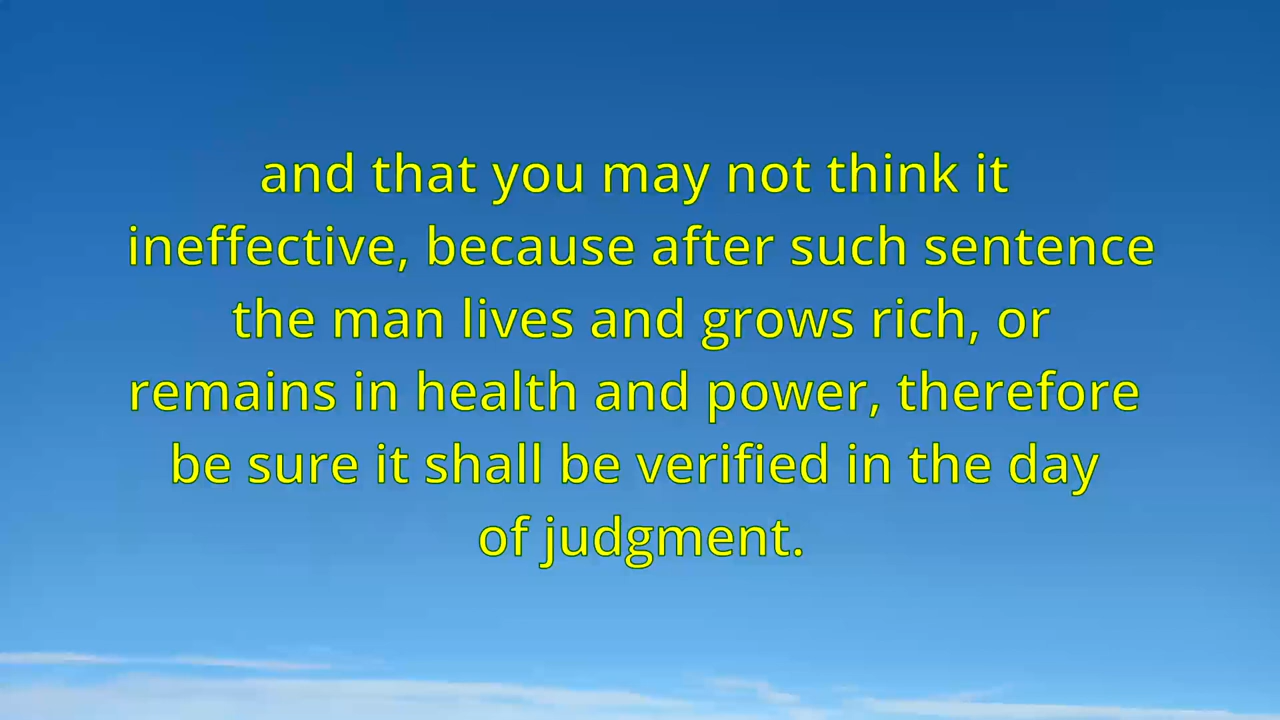 and that you may not think it
ineffective, because after such sentence
the man lives and grows rich, or
remains in health and power, therefore
be sure it shall be verified in the day
of judgment.